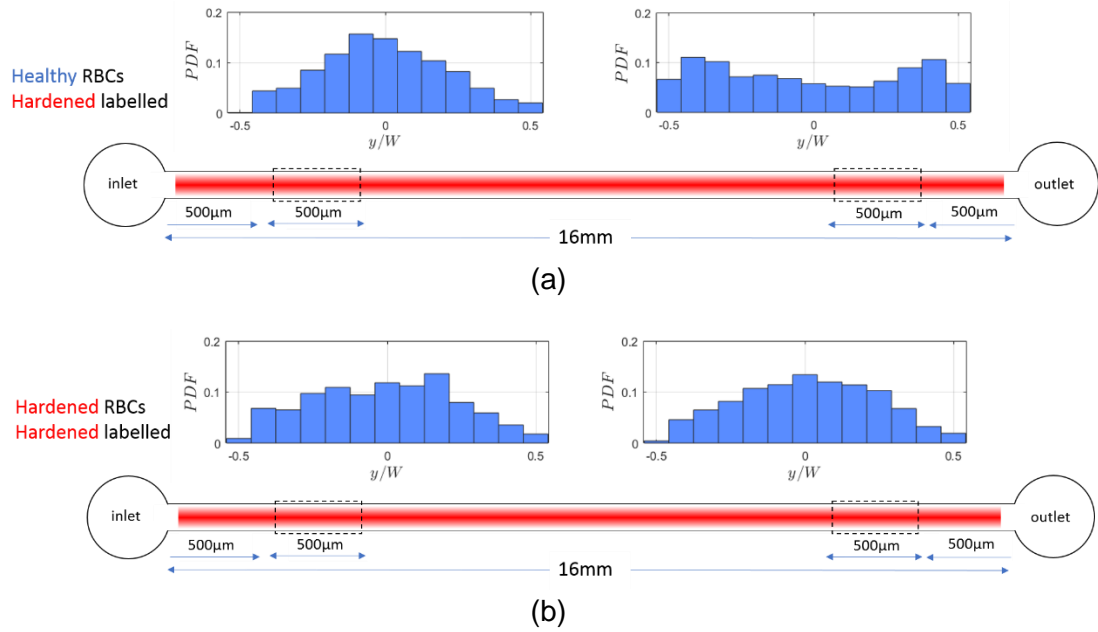 0.2
0.1
0
PDF
-0.5
0
0.5
y/W
0.2
0.1
0
PDF
-0.5
0
0.5
y/W
Healthy RBCs
Hardened labelled
inlet
outlet
500μm
500μm
500μm
500μm
16mm
(a)
0.2
0.1
0
PDF
-0.5
0
0.5
y/W
0.2
0.1
0
PDF
-0.5
0
0.5
y/W
Hardened RBCs
Hardened labelled
inlet
outlet
500μm
500μm
500μm
500μm
16mm
(b)